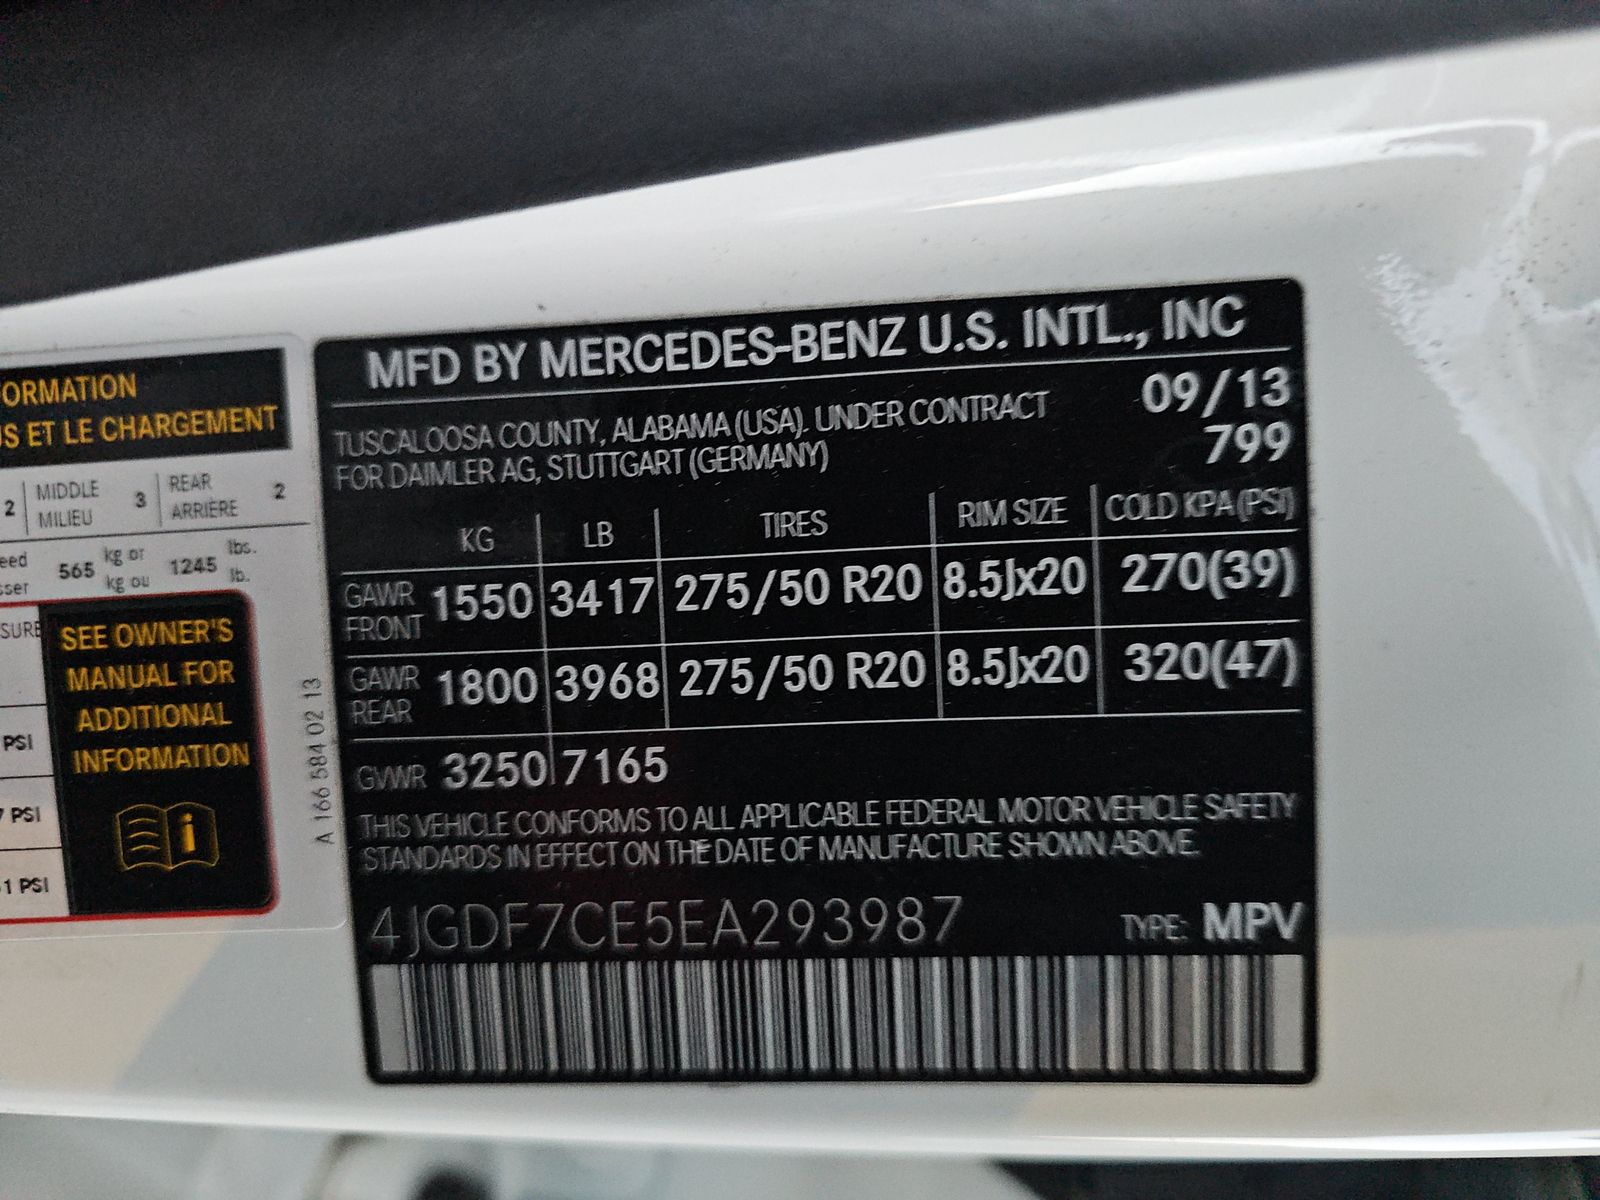 FORMATION
S ET LE CHARGEMENT
2 MIDDLE MILIEU 3 REAR ARRIÈRE 2
eed
sser 565 kg or kg ou 1245 lbs. lb.
SURE
SEE OWNER'S
MANUAL FOR
ADDITIONAL
INFORMATION
PSI
7 PSI
1 PSI
A 166 584 02 13
MFD BY MERCEDES-BENZ U.S. INTL., INC
TUSCALOOSA COUNTY, ALABAMA (USA). UNDER CONTRACT 09/13
FOR DAIMLER AG, STUTTGART (GERMANY) 799
KG LB TIRES RIM SIZE COLD KPA (PSI)
GAWR FRONT 1550 3417 275/50 R20 8.5Jx20 270(39)
GAWR REAR 1800 3968 275/50 R20 8.5Jx20 320(47)
GVWR 3250 7165
THIS VEHICLE CONFORMS TO ALL APPLICABLE FEDERAL MOTOR VEHICLE SAFETY
STANDARDS IN EFFECT ON THE DATE OF MANUFACTURE SHOWN ABOVE.
4JGDF7CE5EA293987 TYPE: MPV